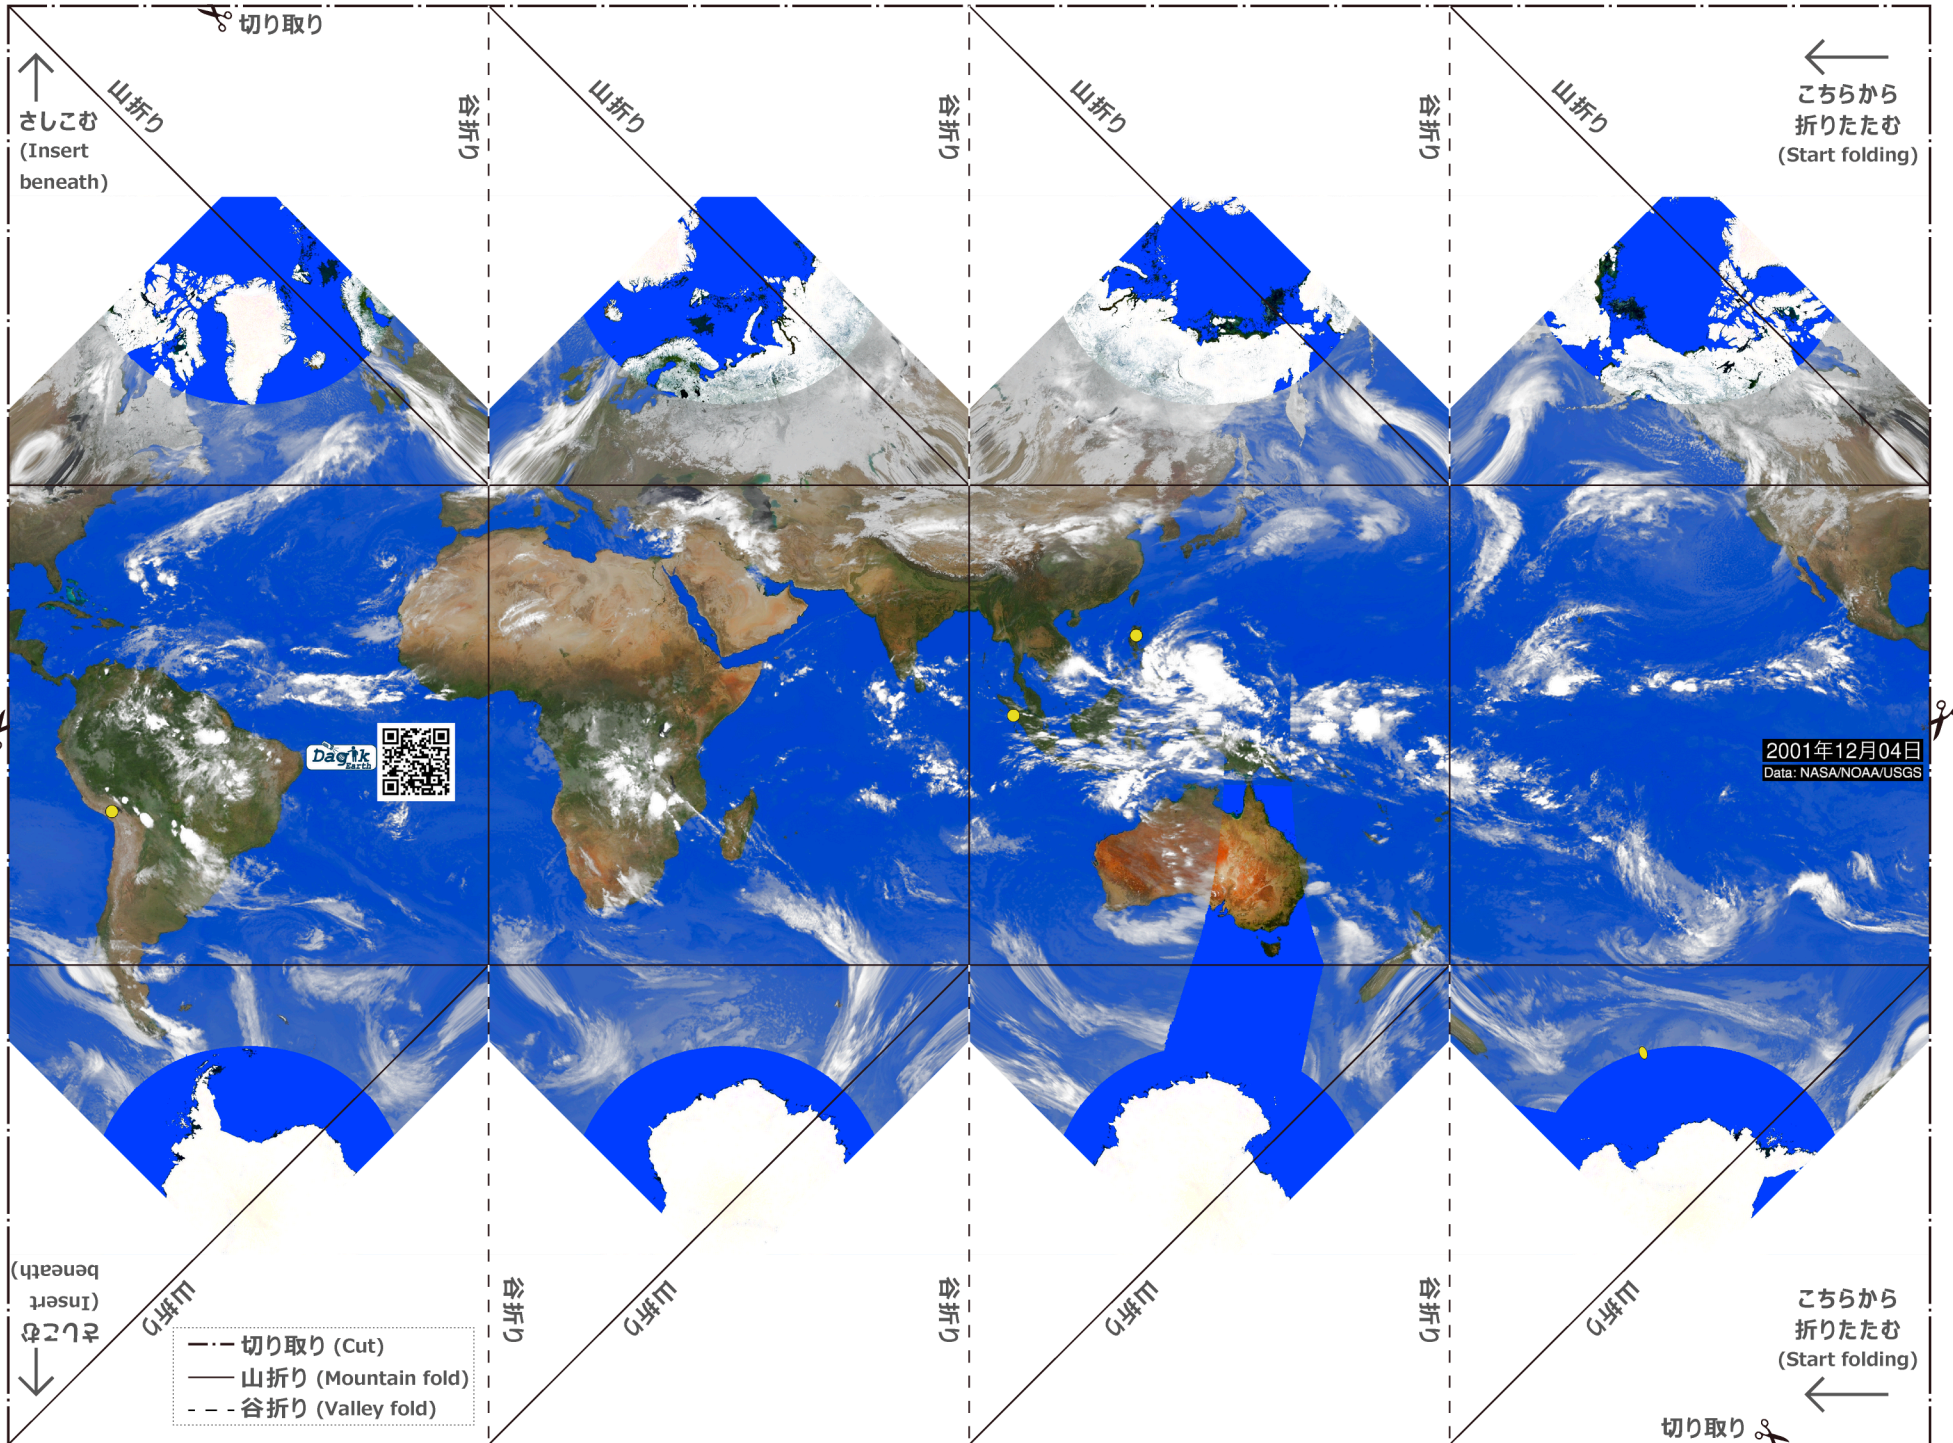 切り取り
山折り
谷折り
山折り
谷折り
山折り
谷折り
山折り
さしこむ
(Insert
beneath)
こちらから
折りたたむ
(Start folding)
Dagik
Earth
2001年12月04日
Data: NASA/NOAA/USGS
さしこむ
(Insert
beneath)
山折り
谷折り
山折り
谷折り
山折り
谷折り
山折り
こちらから
折りたたむ
(Start folding)
切り取り (Cut)
山折り (Mountain fold)
谷折り (Valley fold)
切り取り